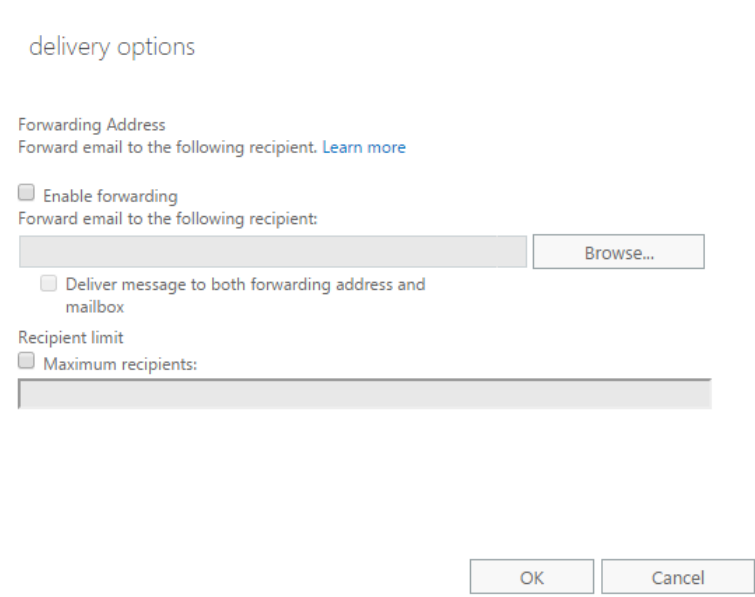 delivery options
Forwarding Address
Forward email to the following recipient. Learn more
Enable forwarding
Forward email to the following recipient:
Browse...
Deliver message to both forwarding address and
mailbox
Recipient limit
Maximum recipients:
OK
Cancel